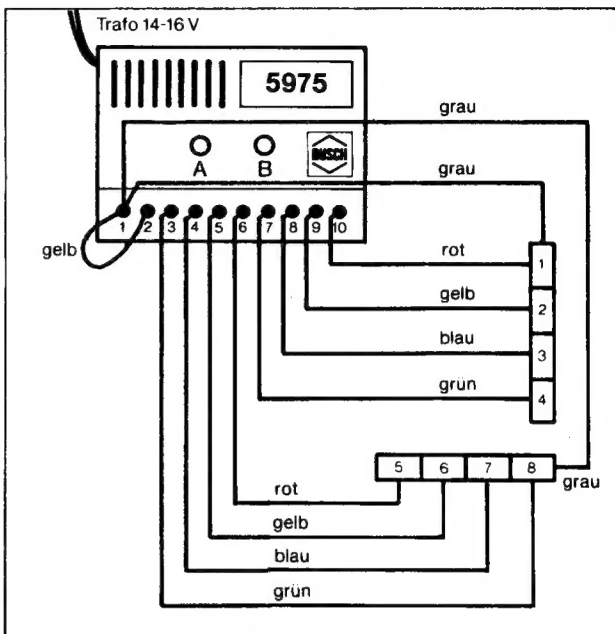 Trafo 14-16 V
5975
grau
A B BUSCH
grau
1 2 3 4 5 6 7 8 9 10
gelb
rot
1
gelb
2
blau
3
grün
4
5 6 7 8
grau
rot
gelb
blau
grün